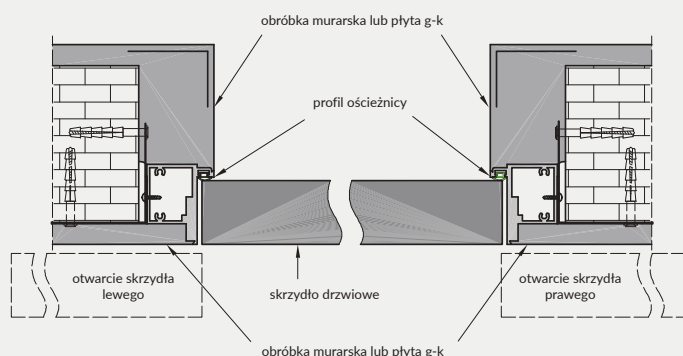 obróbka murarska lub płyta g-k
profil ościeżnicy
otwarcie skrzydła
lewego
skrzydło drzwiowe
otwarcie skrzydła
prawego
obróbka murarska lub płyta g-k